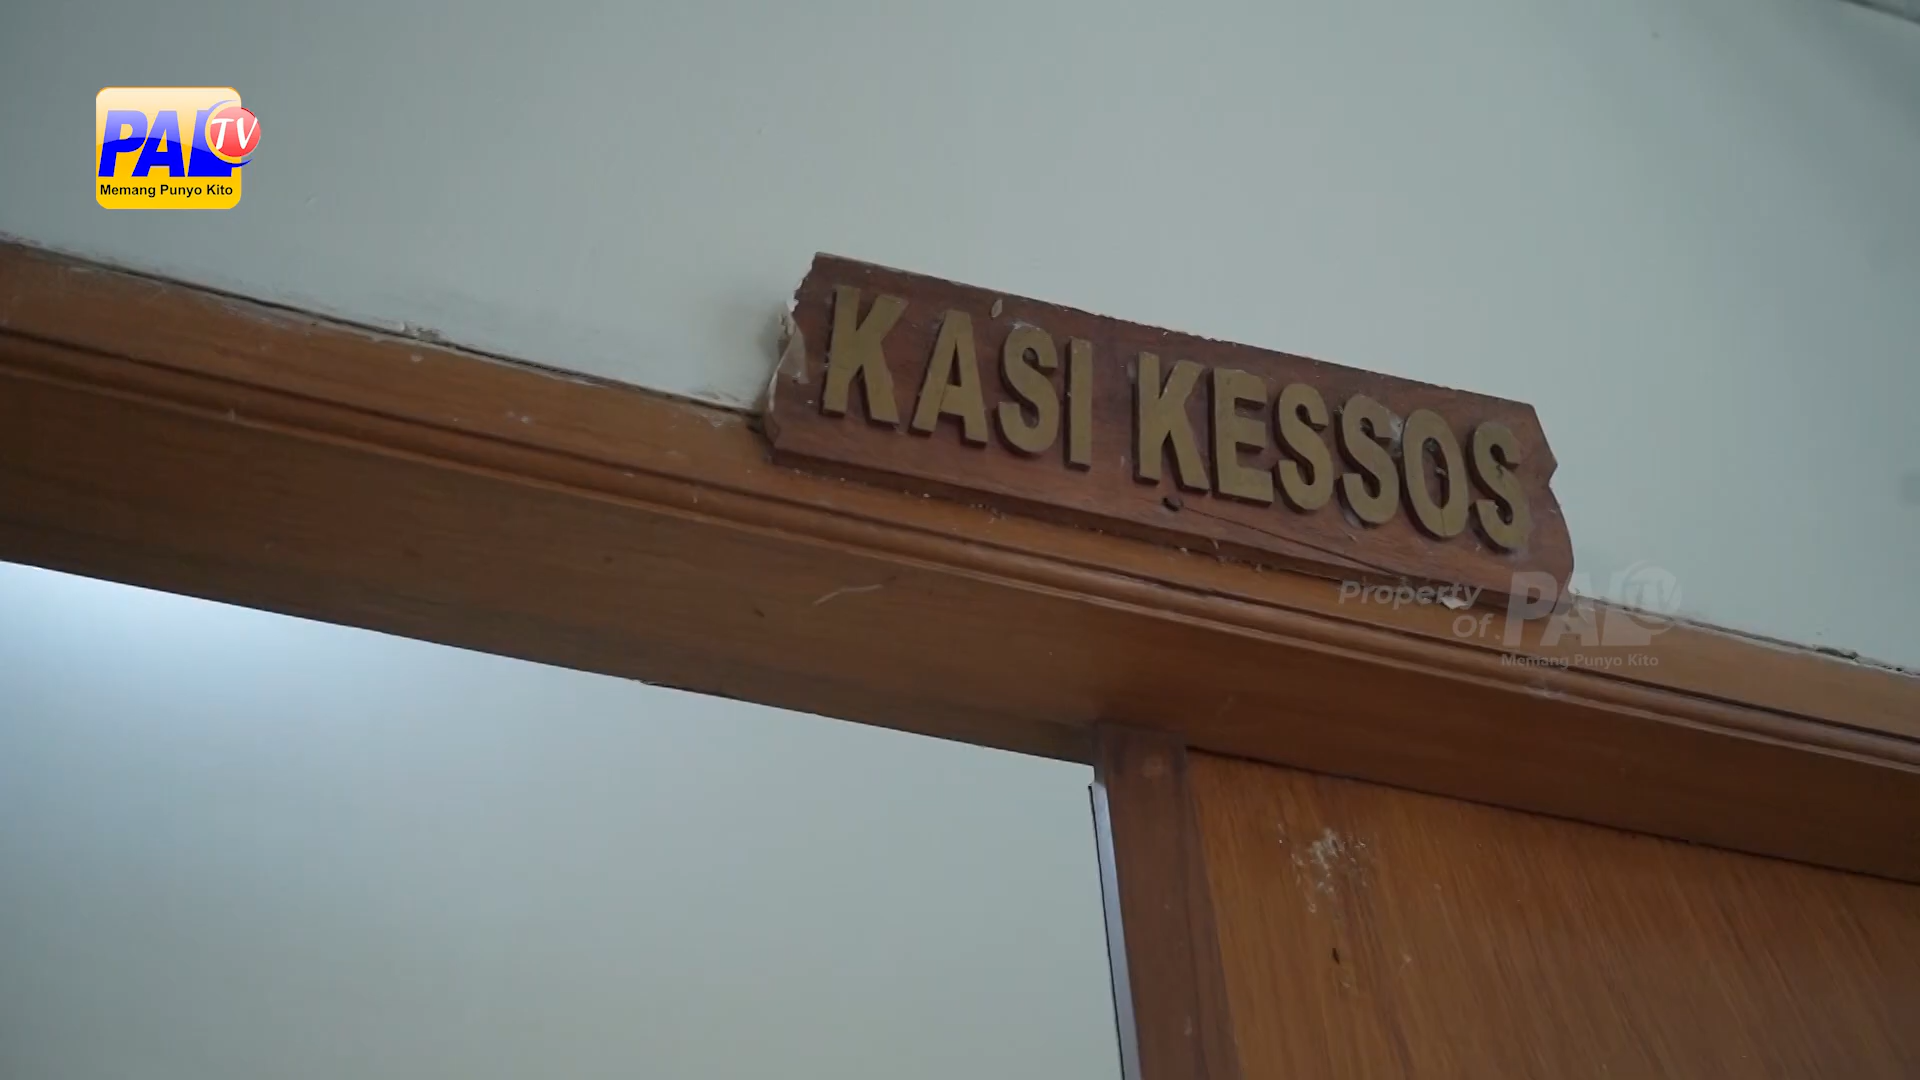 PAL TV
Memang Punyo Kito
KASI KESSOS
Property
Of PAL TV
Memang Punyo Kito